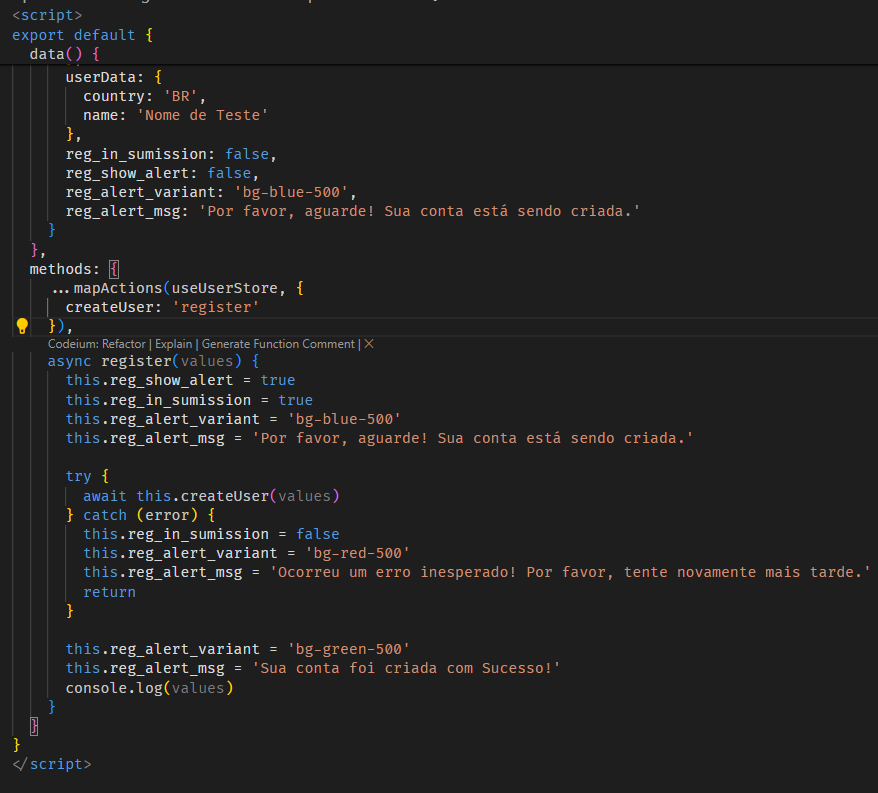 <script>
export default {
  data() {
      userData: {
        country: 'BR',
        name: 'Nome de Teste'
      },
      reg_in_sumission: false,
      reg_show_alert: false,
      reg_alert_variant: 'bg-blue-500',
      reg_alert_msg: 'Por favor, aguarde! Sua conta está sendo criada.'
    }
  },
  methods: {
    ...mapActions(useUserStore, {
      createUser: 'register'
    }),
    Codeium: Refactor | Explain | Generate Function Comment | ✕
    async register(values) {
      this.reg_show_alert = true
      this.reg_in_sumission = true
      this.reg_alert_variant = 'bg-blue-500'
      this.reg_alert_msg = 'Por favor, aguarde! Sua conta está sendo criada.'

      try {
        await this.createUser(values)
      } catch (error) {
        this.reg_in_sumission = false
        this.reg_alert_variant = 'bg-red-500'
        this.reg_alert_msg = 'Ocorreu um erro inesperado! Por favor, tente novamente mais tarde.'
        return
      }

      this.reg_alert_variant = 'bg-green-500'
      this.reg_alert_msg = 'Sua conta foi criada com Sucesso!'
      console.log(values)
    }
  }
}
</script>